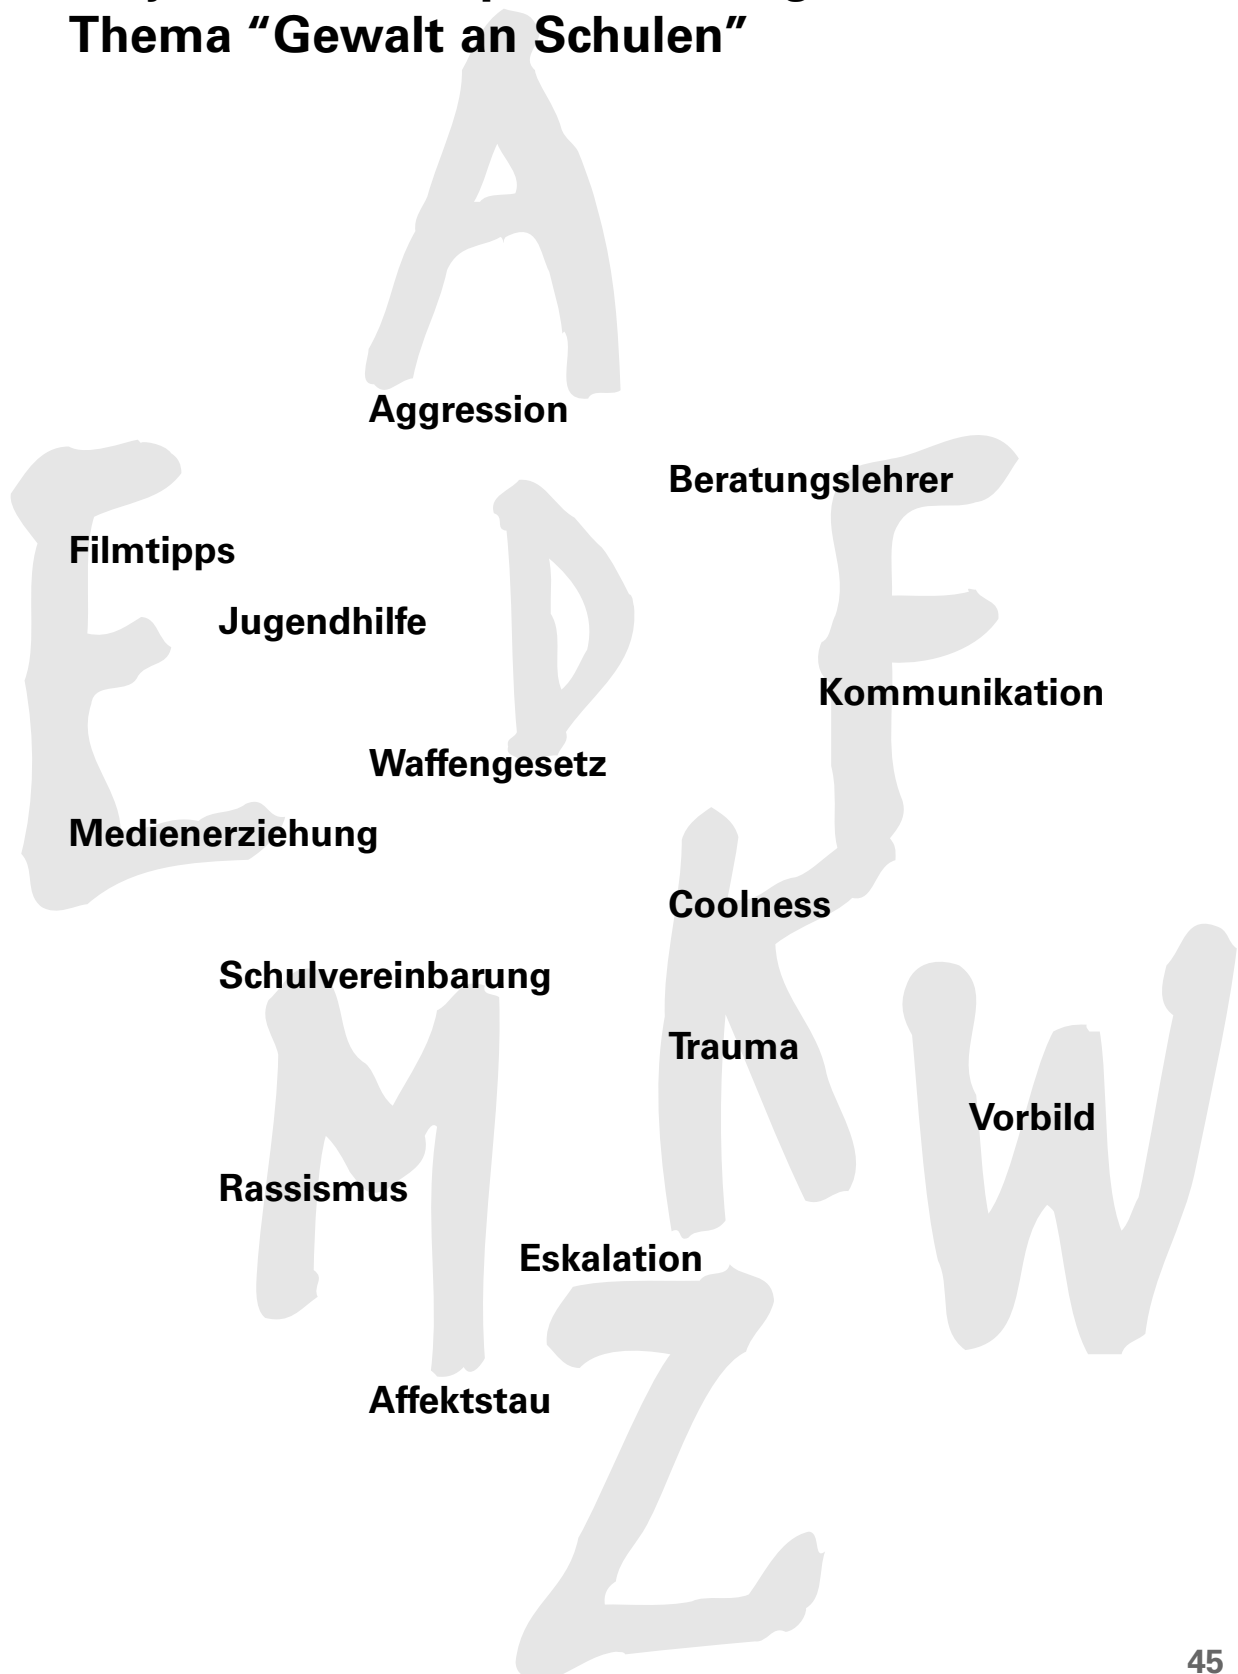 Thema “Gewalt an Schulen”
A
Aggression
E D F
Beratungslehrer
Filmtipps
Jugendhilfe
Kommunikation
Waffengesetz
Medienerziehung
K
Coolness
Schulvereinbarung
M W
Trauma
Vorbild
Rassismus
Eskalation
Z
Affektstau
45